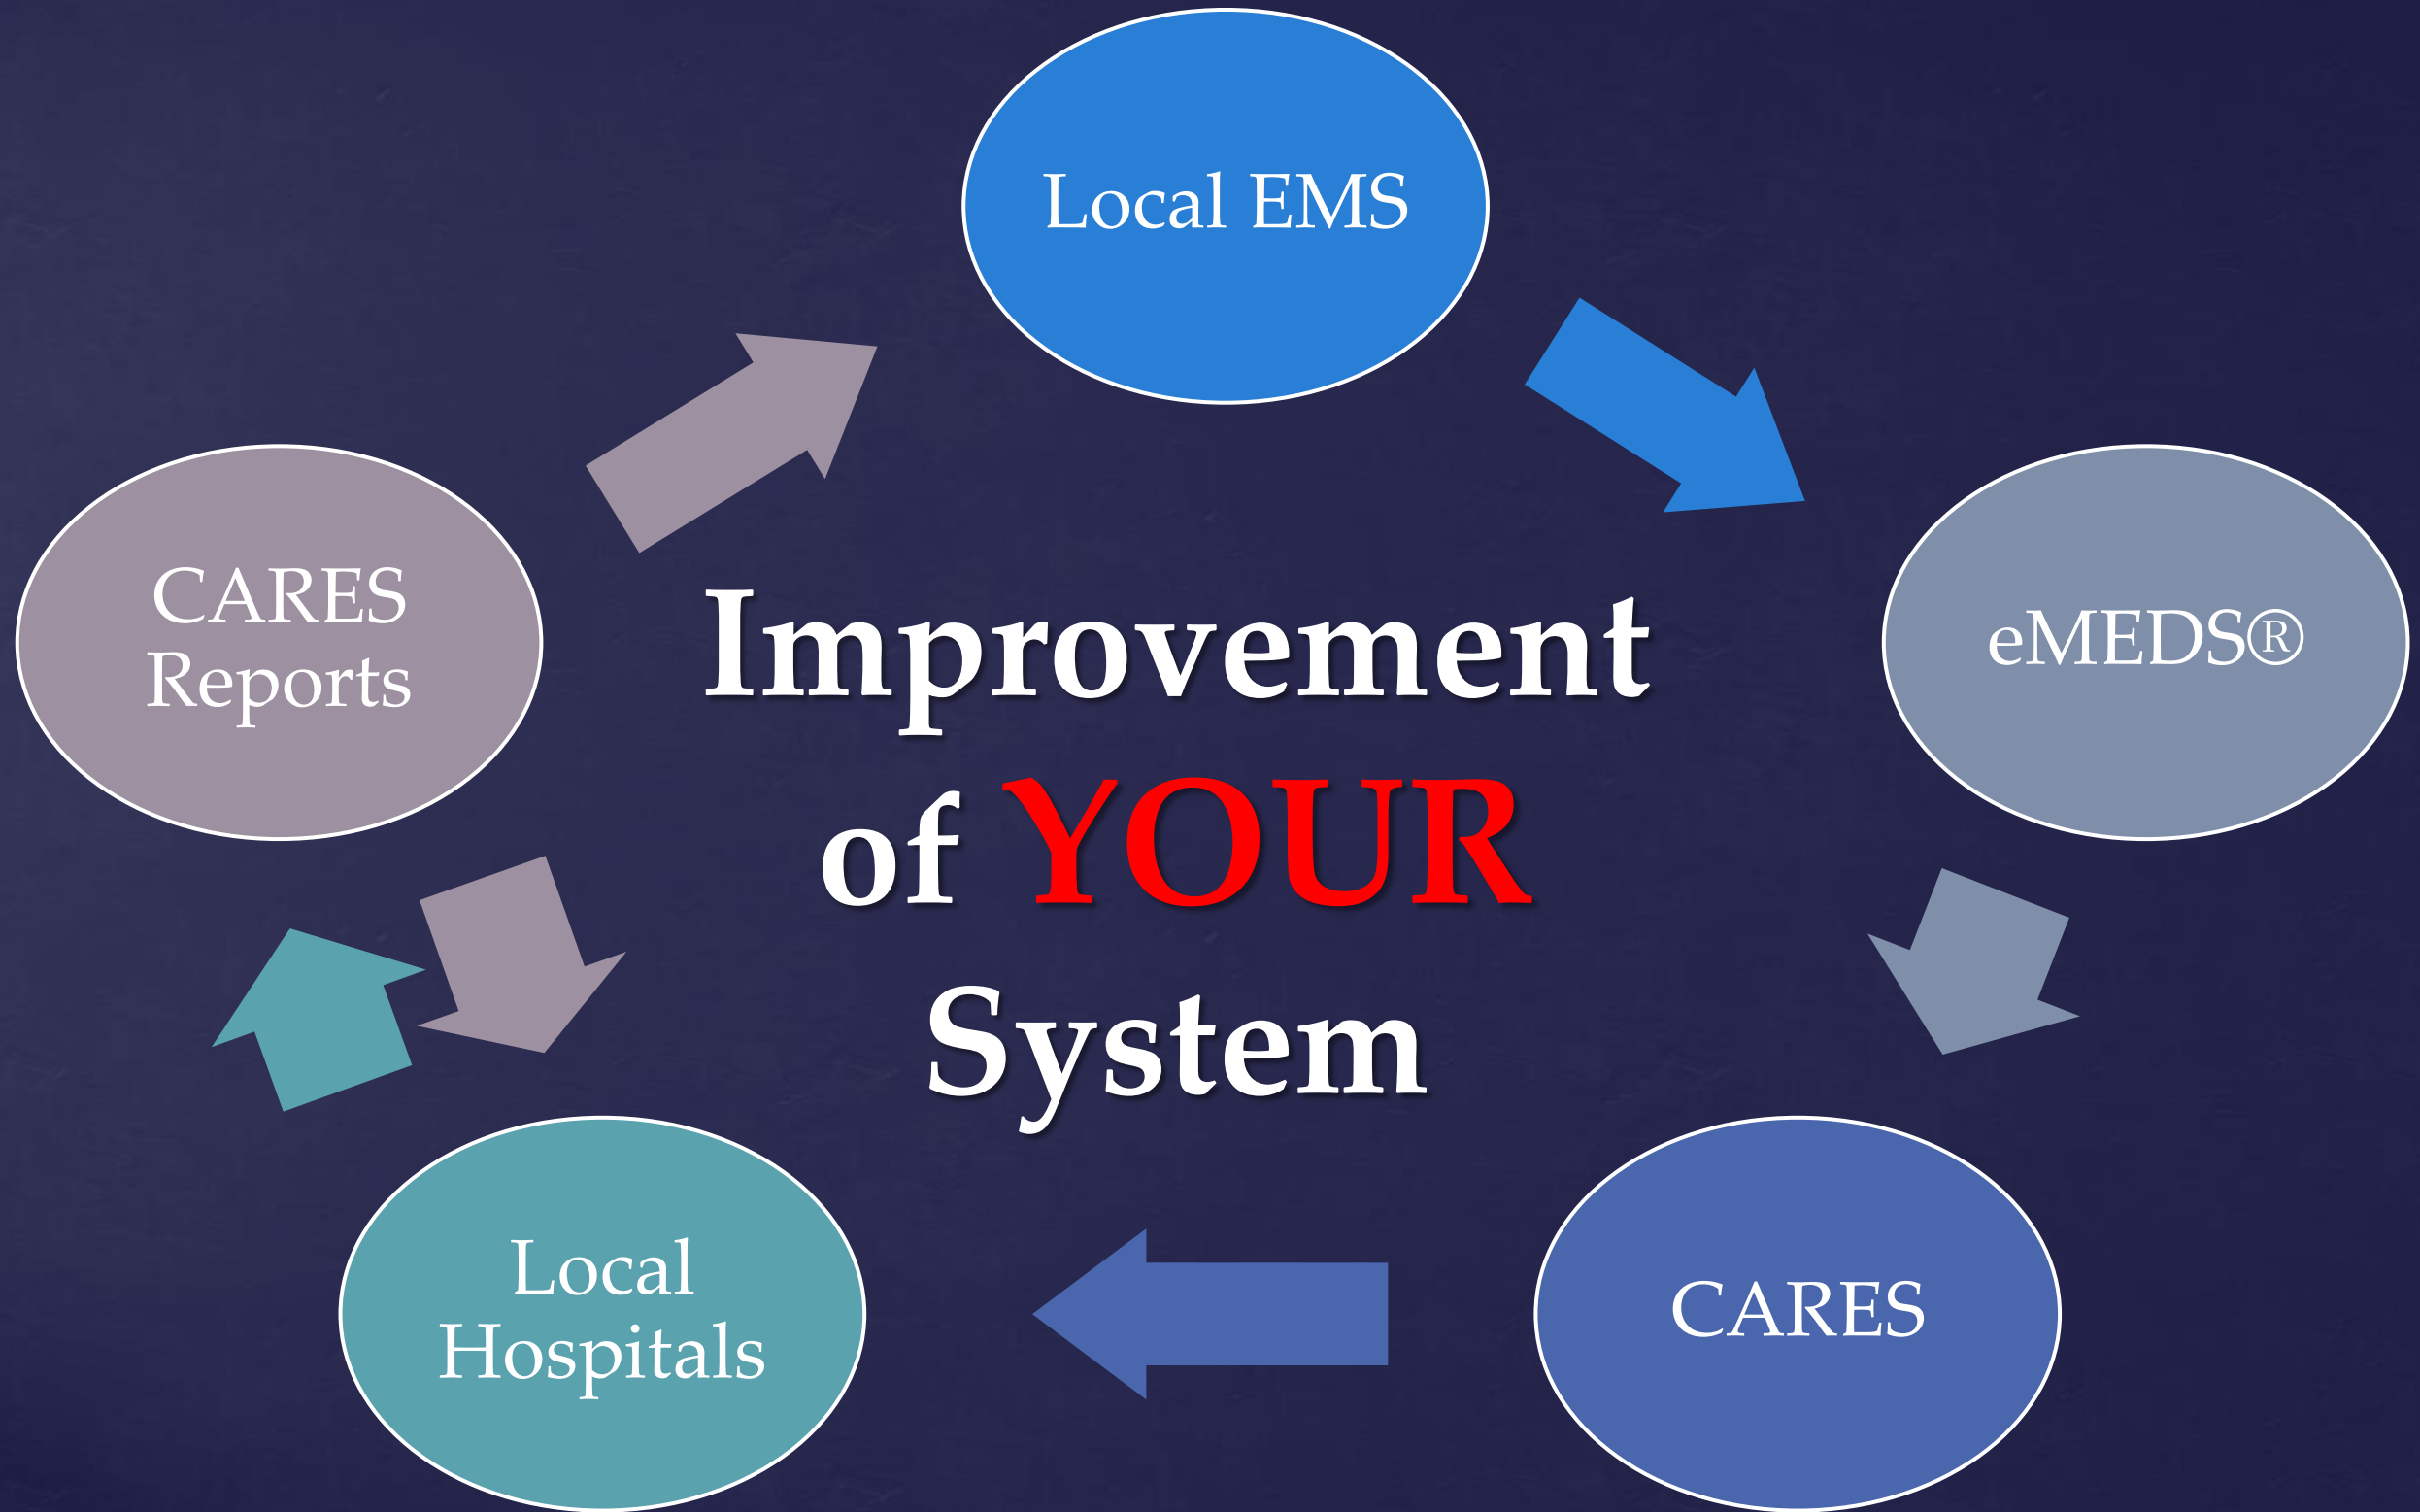 Local EMS
eMEDS®
CARES
Local
Hospitals
CARES
Reports
Improvement
of YOUR
System